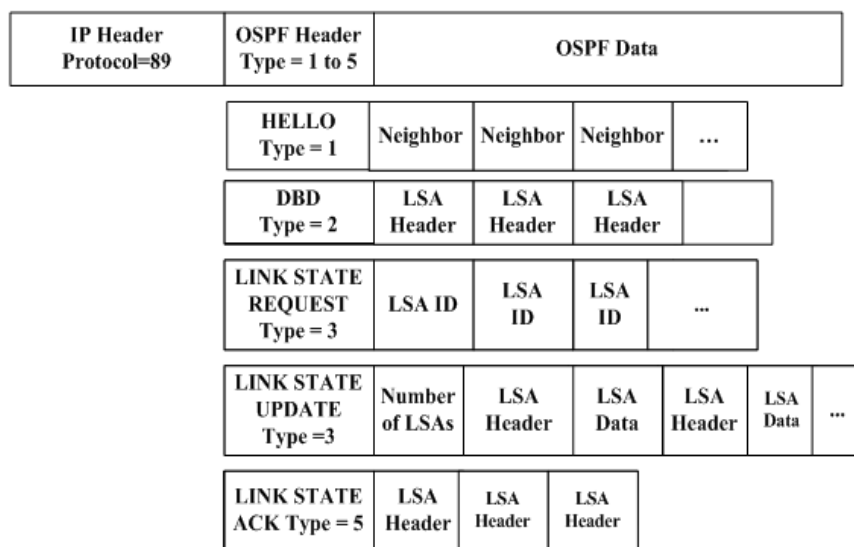 IP Header
Protocol=89
OSPF Header
Type = 1 to 5
OSPF Data
HELLO
Type = 1
Neighbor
Neighbor
Neighbor
...
DBD
Type = 2
LSA
Header
LSA
Header
LSA
Header
LINK STATE
REQUEST
Type = 3
LSA ID
LSA
ID
LSA
ID
...
LINK STATE
UPDATE
Type =3
Number
of LSAs
LSA
Header
LSA
Data
LSA
Header
LSA
Data
...
LINK STATE
ACK Type = 5
LSA
Header
LSA
Header
LSA
Header